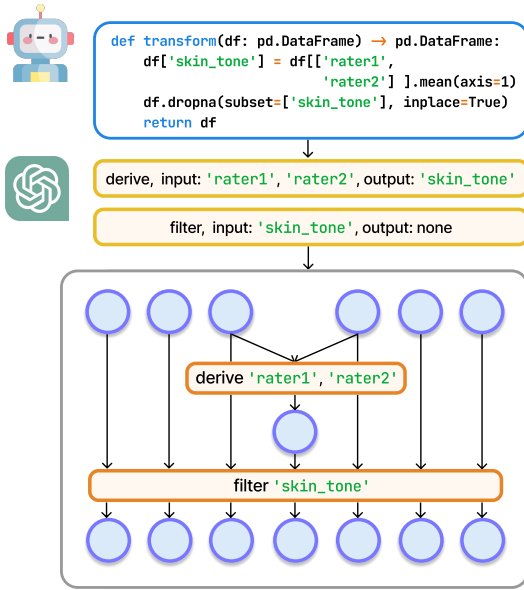 def transform(df: pd.DataFrame) → pd.DataFrame:
df['skin_tone'] = df[['rater1',
'rater2'] ].mean(axis=1)
df.dropna(subset=['skin_tone'], inplace=True)
return df
derive, input: 'rater1', 'rater2', output: 'skin_tone'
filter, input: 'skin_tone', output: none
derive 'rater1', 'rater2'
filter 'skin_tone'